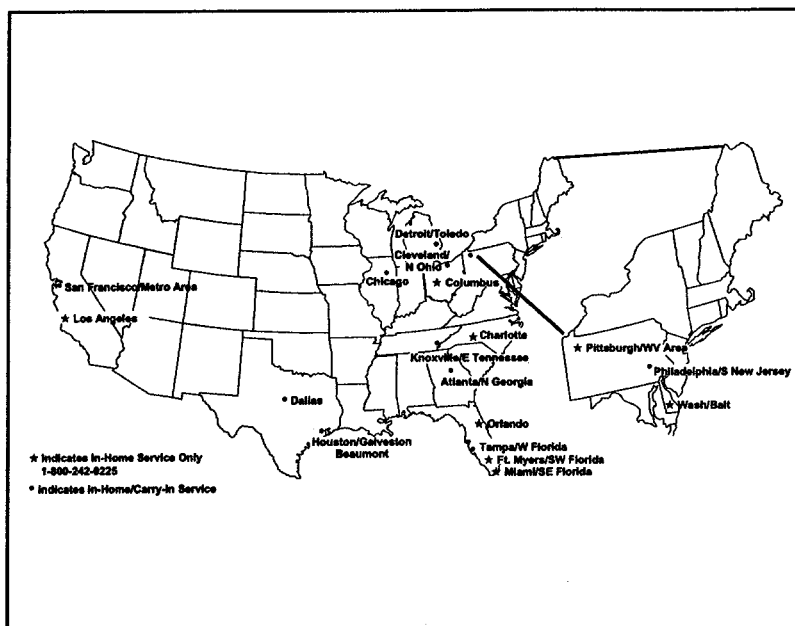 Detroit/Toledo
Cleveland/
N Ohio
Chicago
Columbus
San Francisco/Metro Area
Los Angeles
Charlotte
Pittsburgh/WV Area
Knoxville/E Tennessee
Philadelphia/S New Jersey
Atlanta/N Georgia
Dallas
Wash/Balt
Orlando
Houston/Galveston
Beaumont
Tampa/W Florida
Ft. Myers/SW Florida
Miami/SE Florida
★ Indicates In-Home Service Only
1-800-242-6225
• Indicates In-Home/Carry-In Service